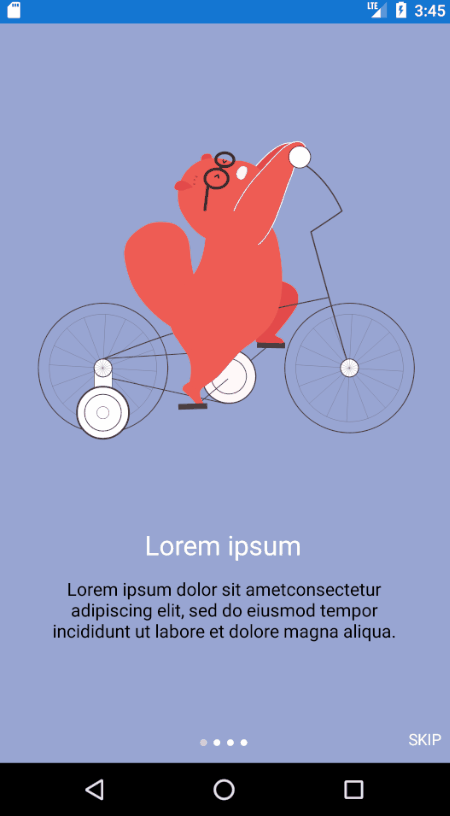 LTE 3:45
Lorem ipsum
Lorem ipsum dolor sit ametconsectetur
adipiscing elit, sed do eiusmod tempor
incididunt ut labore et dolore magna aliqua.
SKIP